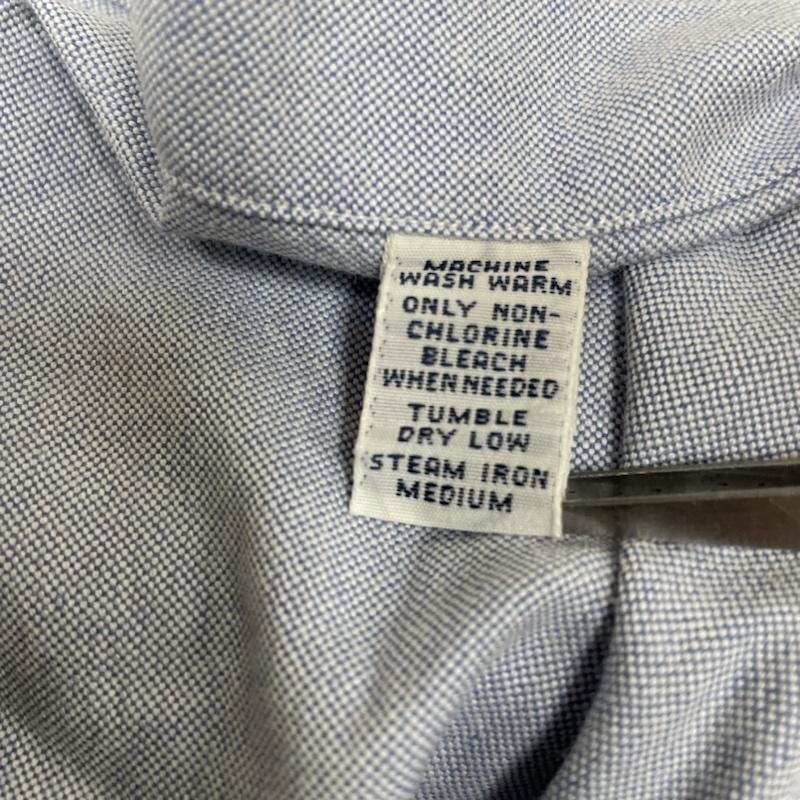 MACHINE
WASH WARM
ONLY NON-
CHLORINE
BLEACH
WHEN NEEDED
TUMBLE
DRY LOW
STEAM IRON
MEDIUM